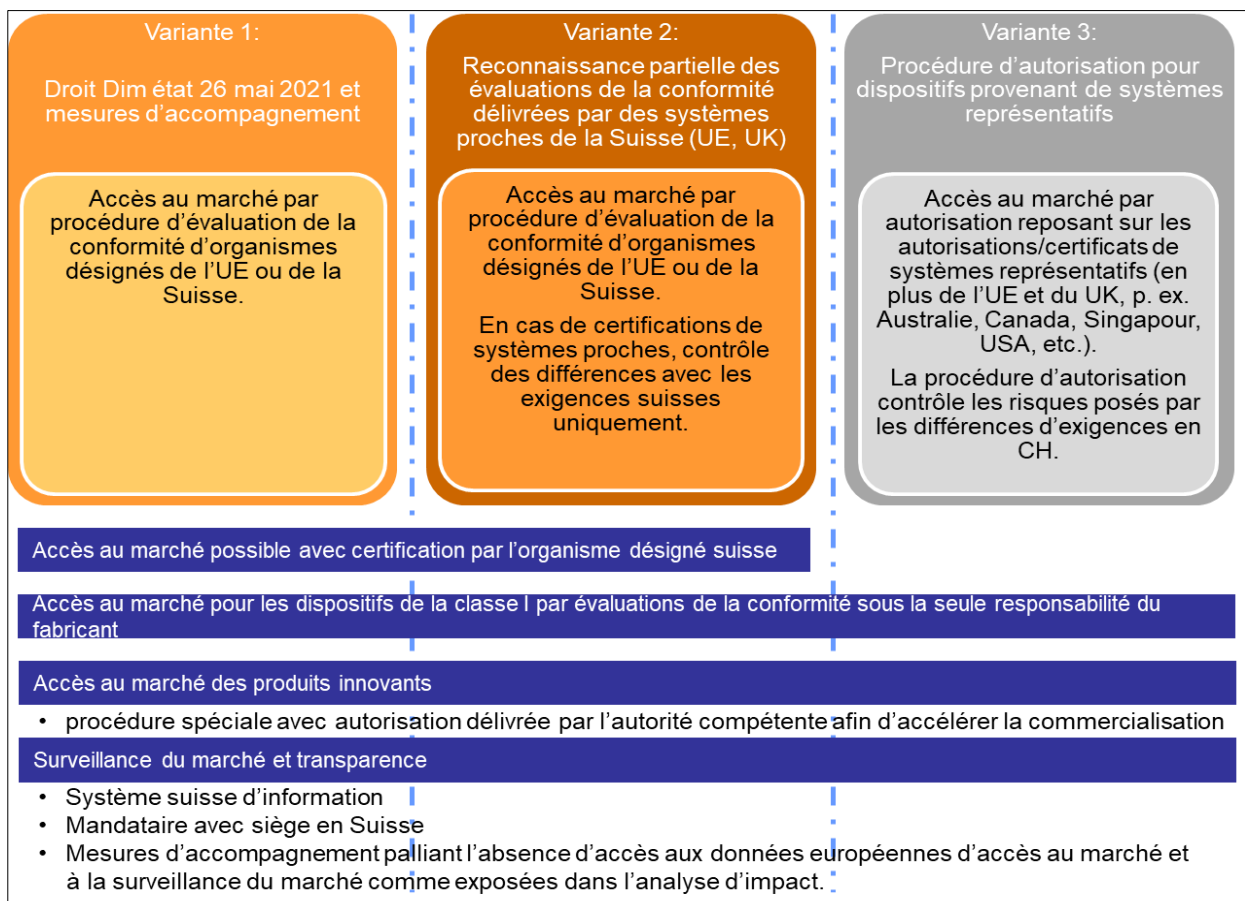 Variante 1:
Droit Dim état 26 mai 2021 et
mesures d'accompagnement
Accès au marché par
procédure d'évaluation de la
conformité d'organismes
désignés de l'UE ou de la
Suisse.
Variante 2:
Reconnaissance partielle des
évaluations de la conformité
délivrées par des systèmes
proches de la Suisse (UE, UK)
Accès au marché par
procédure d'évaluation de la
conformité d'organismes
désignés de l'UE ou de la
Suisse.
En cas de certifications de
systèmes proches, contrôle
des différences avec les
exigences suisses
uniquement.
Variante 3:
Procédure d'autorisation pour
dispositifs provenant de systèmes
représentatifs
Accès au marché par
autorisation reposant sur les
autorisations/certificats de
systèmes représentatifs (en
plus de l'UE et du UK, p. ex.
Australie, Canada, Singapour,
USA, etc.).
La procédure d'autorisation
contrôle les risques posés par
les différences d'exigences en
CH.
Accès au marché possible avec certification par l'organisme désigné suisse
Accès au marché pour les dispositifs de la classe I par évaluations de la conformité sous la seule responsabilité du
fabricant
Accès au marché des produits innovants
• procédure spéciale avec autorisation délivrée par l'autorité compétente afin d'accélérer la commercialisation
Surveillance du marché et transparence
• Système suisse d'information
• Mandataire avec siège en Suisse
• Mesures d'accompagnement palliant l'absence d'accès aux données européennes d'accès au marché et
à la surveillance du marché comme exposées dans l'analyse d'impact.